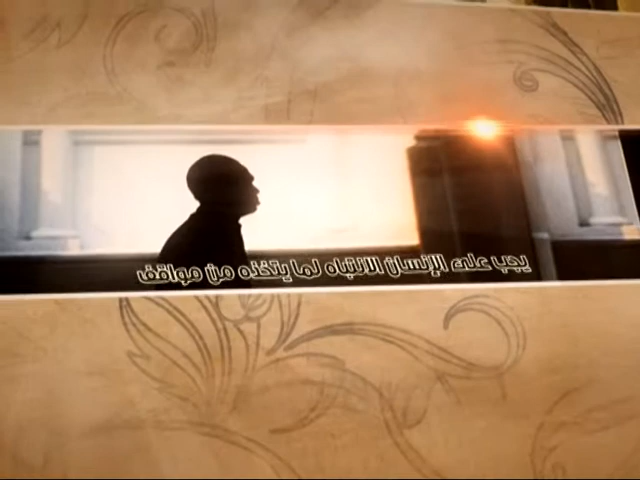 يجب على الإنسان الانتباه لما يتخذه من مواقف